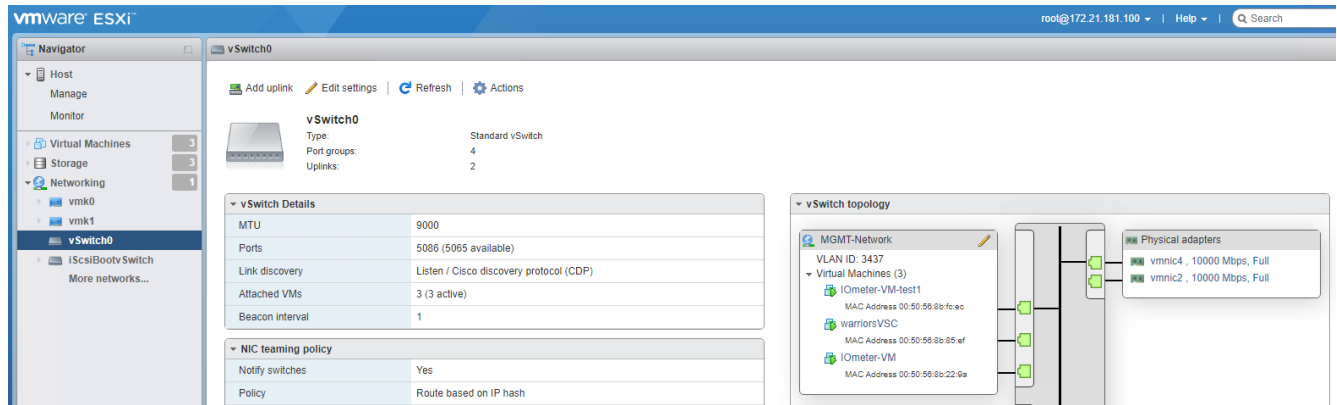 vmware ESXi™
root@172.21.181.100
Help
Search
Navigator
Host
Manage
Monitor
Virtual Machines 3
Storage 3
Networking 1
vmk0
vmk1
vSwitch0
iScsiBootvSwitch
More networks...
vSwitch0
Add uplink
Edit settings
Refresh
Actions
vSwitch0
Type: Standard vSwitch
Port groups: 4
Uplinks: 2
vSwitch Details
MTU 9000
Ports 5086 (5065 available)
Link discovery Listen / Cisco discovery protocol (CDP)
Attached VMs 3 (3 active)
Beacon interval 1
NIC teaming policy
Notify switches Yes
Policy Route based on IP hash
vSwitch topology
MGMT-Network
VLAN ID: 3437
Virtual Machines (3)
IOmeter-VM-test1
MAC Address 00:50:56:8b:fc:ec
warriorsVSC
MAC Address 00:50:56:8b:85:ef
IOmeter-VM
MAC Address 00:50:56:8b:22:9a
Physical adapters
vmnic4 , 10000 Mbps, Full
vmnic2 , 10000 Mbps, Full